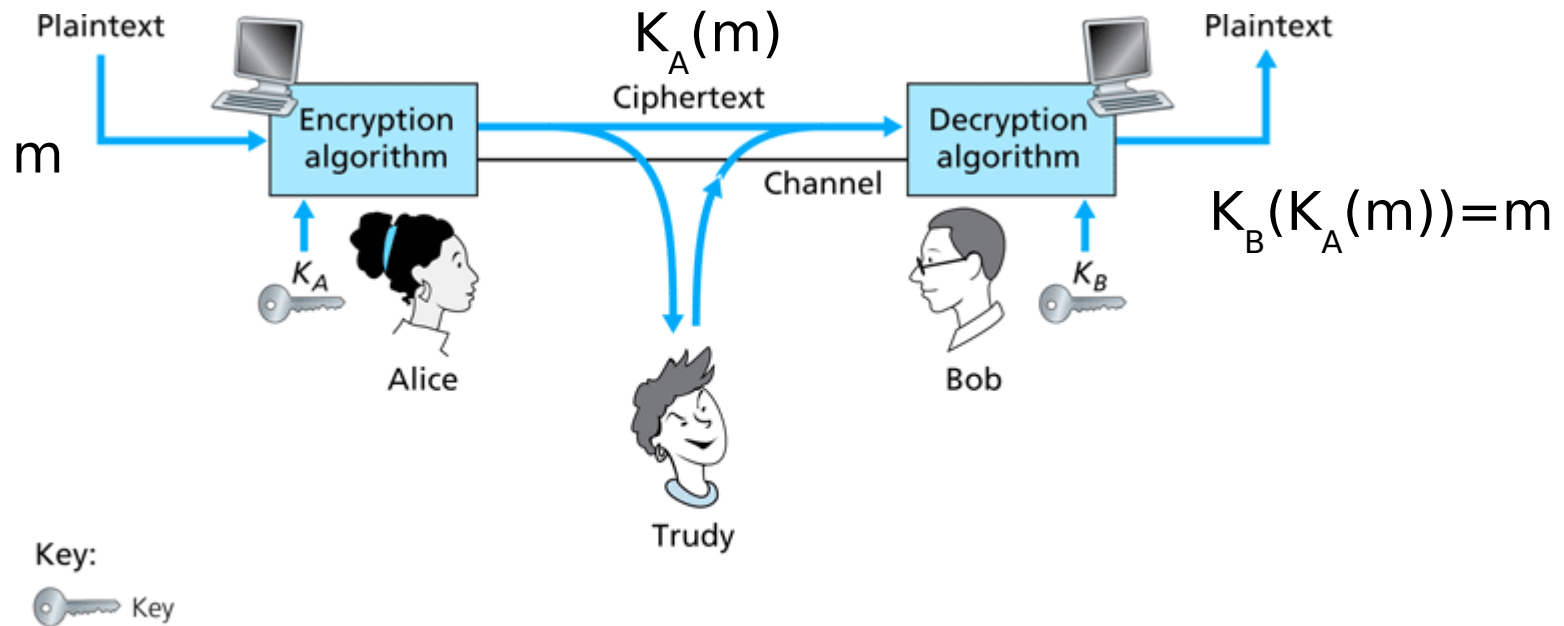 Plaintext
K_A(m)
Plaintext
Ciphertext
Encryption
algorithm
Decryption
algorithm
m
Channel
K_B(K_A(m))=m
K_A
K_B
Alice
Bob
Trudy
Key:
Key